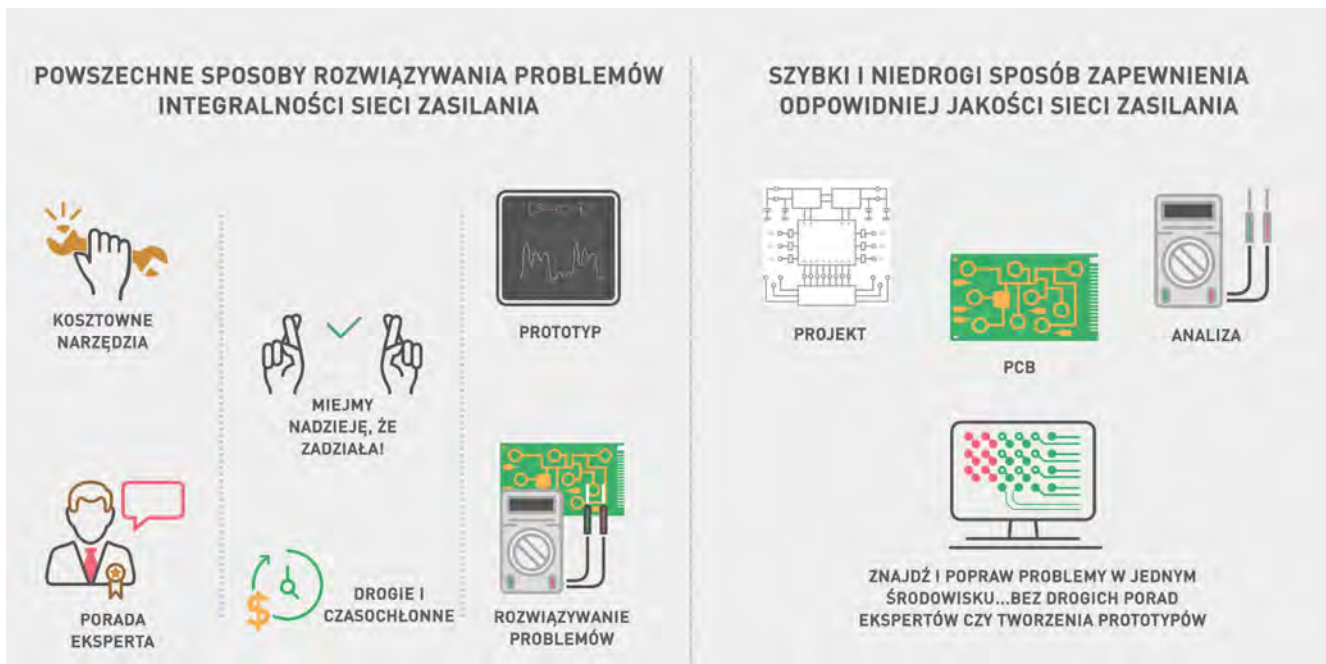 POWSZECHNE SPOSOBY ROZWIĄZYWANIA PROBLEMÓW
INTEGRALNOŚCI SIECI ZASILANIA
KOSZTOWNE
NARZĘDZIA
PORADA
EKSPERTA
MIEJMY
NADZIEJĘ, ŻE
ZADZIAŁA!
DROGIE I
CZASOCHŁONNE
PROTOTYP
ROZWIĄZYWANIE
PROBLEMÓW
SZYBKI I NIEDROGI SPOSÓB ZAPEWNIENIA
ODPOWIDNIEJ JAKOŚCI SIECI ZASILANIA
PROJEKT
PCB
ANALIZA
ZNAJDŹ I POPRAW PROBLEMY W JEDNYM
ŚRODOWISKU...BEZ DROGICH PORAD
EKSPERTÓW CZY TWORZENIA PROTOTYPÓW